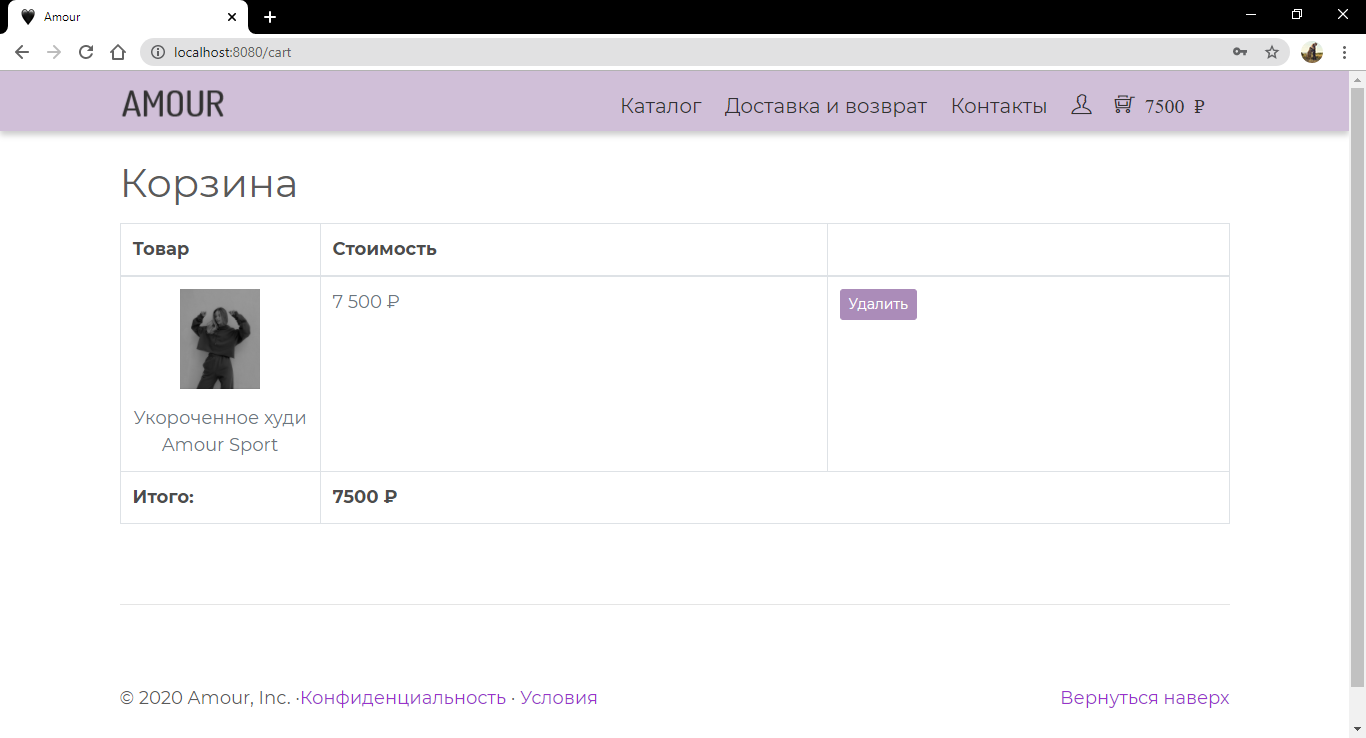 Amour
localhost:8080/cart
AMOUR Каталог Доставка и возврат Контакты 7500 ₽
Корзина
Товар Стоимость
7 500 ₽ Удалить
Укороченное худи
Amour Sport
Итого: 7500 ₽
© 2020 Amour, Inc. ·Конфиденциальность · Условия Вернуться наверх